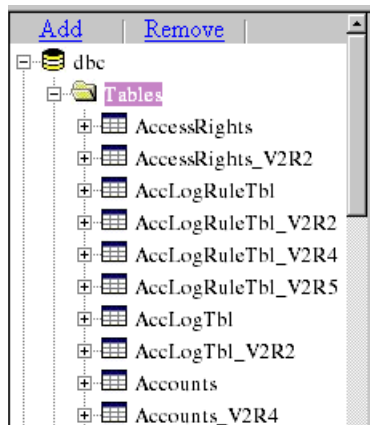 Add | Remove |
dbc
Tables
AccessRights
AccessRights_V2R2
AccLogRuleTbl
AccLogRuleTbl_V2R2
AccLogRuleTbl_V2R4
AccLogRuleTbl_V2R5
AccLogTbl
AccLogTbl_V2R2
Accounts
Accounts_V2R4